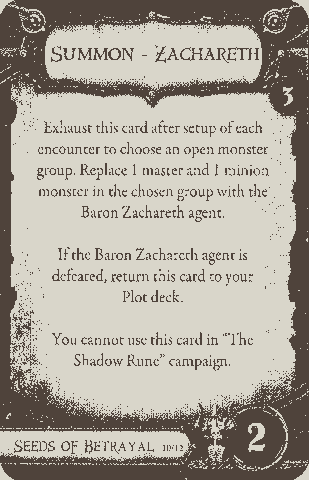 SUMMON - ZACHARETH
3
Exhaust this card after setup of each
encounter to choose an open monster
group. Replace 1 master and 1 minion
monster in the chosen group with the
Baron Zachareth agent.
If the Baron Zachareth agent is
defeated, return this card to your
Plot deck.
You cannot use this card in “The
Shadow Rune” campaign.
2
SEEDS OF BETRAYAL 10/12